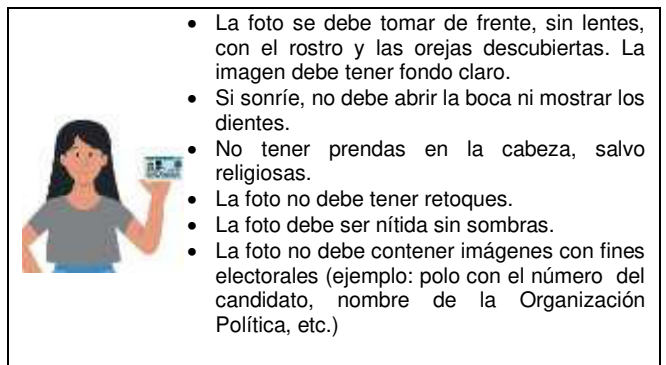 • La foto se debe tomar de frente, sin lentes,
con el rostro y las orejas descubiertas. La
imagen debe tener fondo claro.
• Si sonríe, no debe abrir la boca ni mostrar los
dientes.
• No tener prendas en la cabeza, salvo
religiosas.
• La foto no debe tener retoques.
• La foto debe ser nítida sin sombras.
• La foto no debe contener imágenes con fines
electorales (ejemplo: polo con el número del
candidato, nombre de la Organización
Política, etc.)